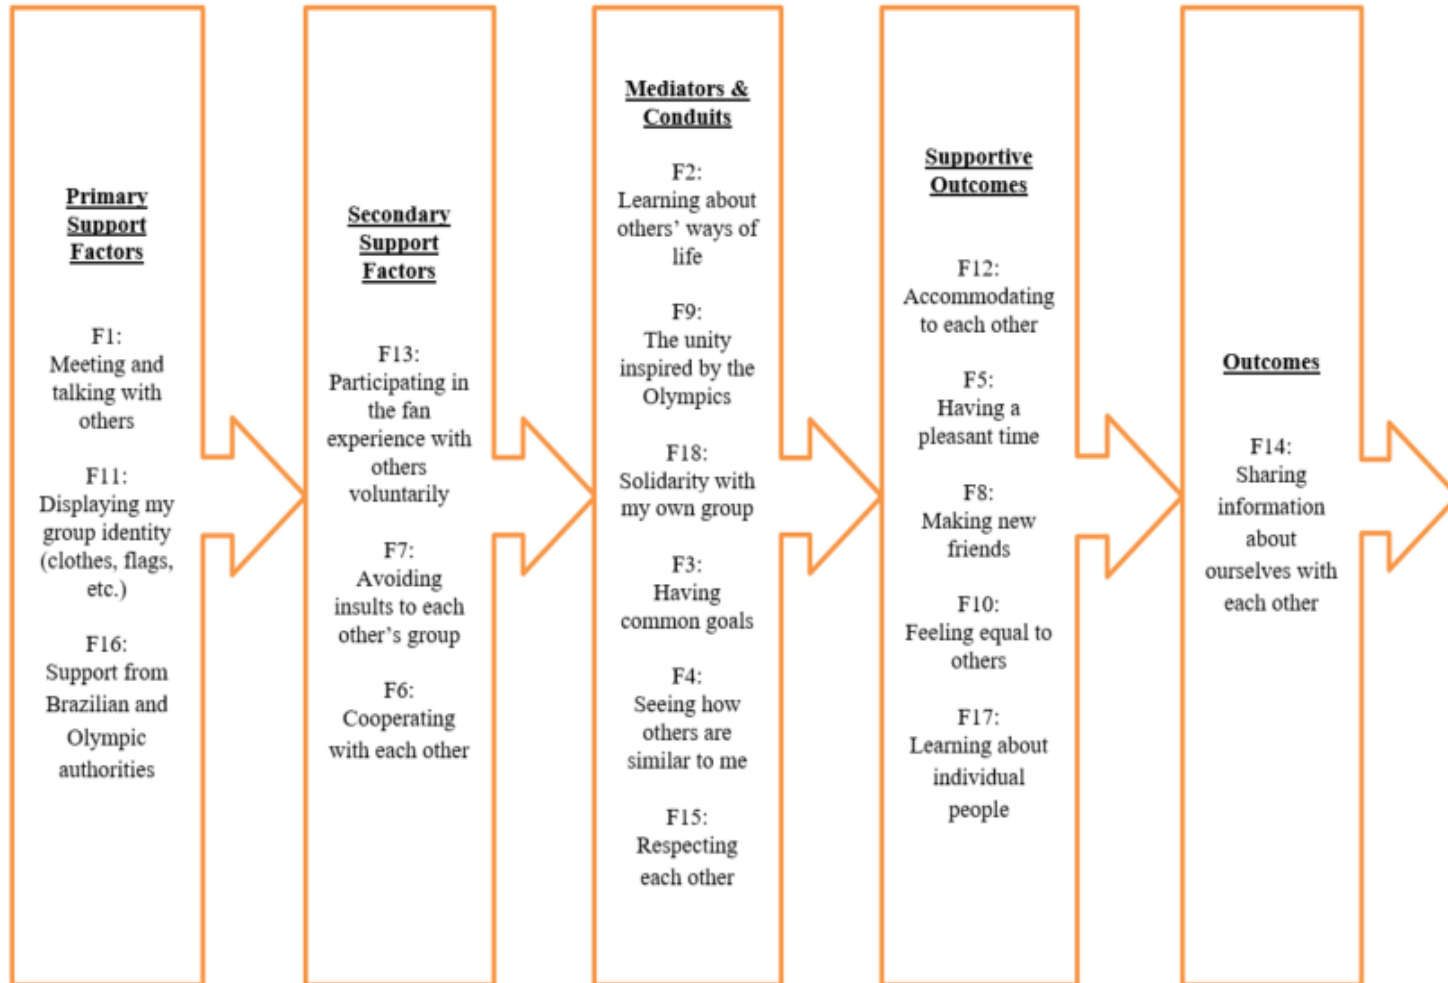 Primary
Support
Factors
F1:
Meeting and
talking with
others
F11:
Displaying my
group identity
(clothes, flags,
etc.)
F16:
Support from
Brazilian and
Olympic
authorities
Secondary
Support
Factors
F13:
Participating in
the fan
experience with
others
voluntarily
F7:
Avoiding
insults to each
other’s group
F6:
Cooperating
with each other
Mediators &
Conduits
F2:
Learning about
others’ ways of
life
F9:
The unity
inspired by the
Olympics
F18:
Solidarity with
my own group
F3:
Having
common goals
F4:
Seeing how
others are
similar to me
F15:
Respecting
each other
Supportive
Outcomes
F12:
Accommodating
to each other
F5:
Having a
pleasant time
F8:
Making new
friends
F10:
Feeling equal to
others
F17:
Learning about
individual
people
Outcomes
F14:
Sharing
information
about
ourselves with
each other